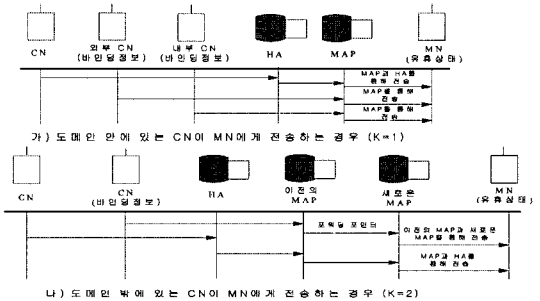 CN
외부 CN
(바인딩정보)
내부 CN
(바인딩정보)
HA
MAP
MN
(유휴상태)
MAP과 HA를
통해 전송
MAP를 통해
전송
MAP를 통해
전송
가) 도메인 안에 있는 CN이 MN에게 전송하는 경우 (K=1)
CN
CN
(바인딩정보)
HA
이전의
MAP
새로운
MAP
MN
(유휴상태)
포워딩 포인터
이전의 MAP과 새로운
MAP를 통해 전송
MAP과 HA를
통해 전송
나) 도메인 밖에 있는 CN이 MN에게 전송하는 경우 (K=2)